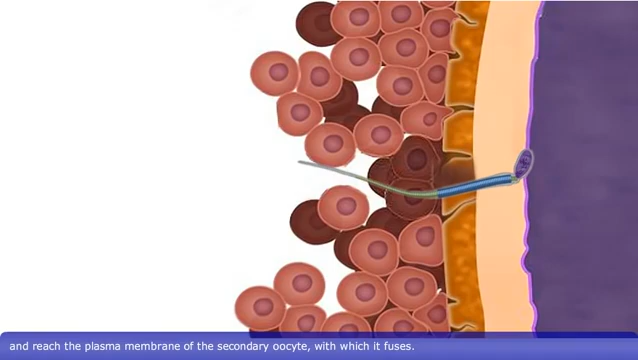 and reach the plasma membrane of the secondary oocyte, with which it fuses.